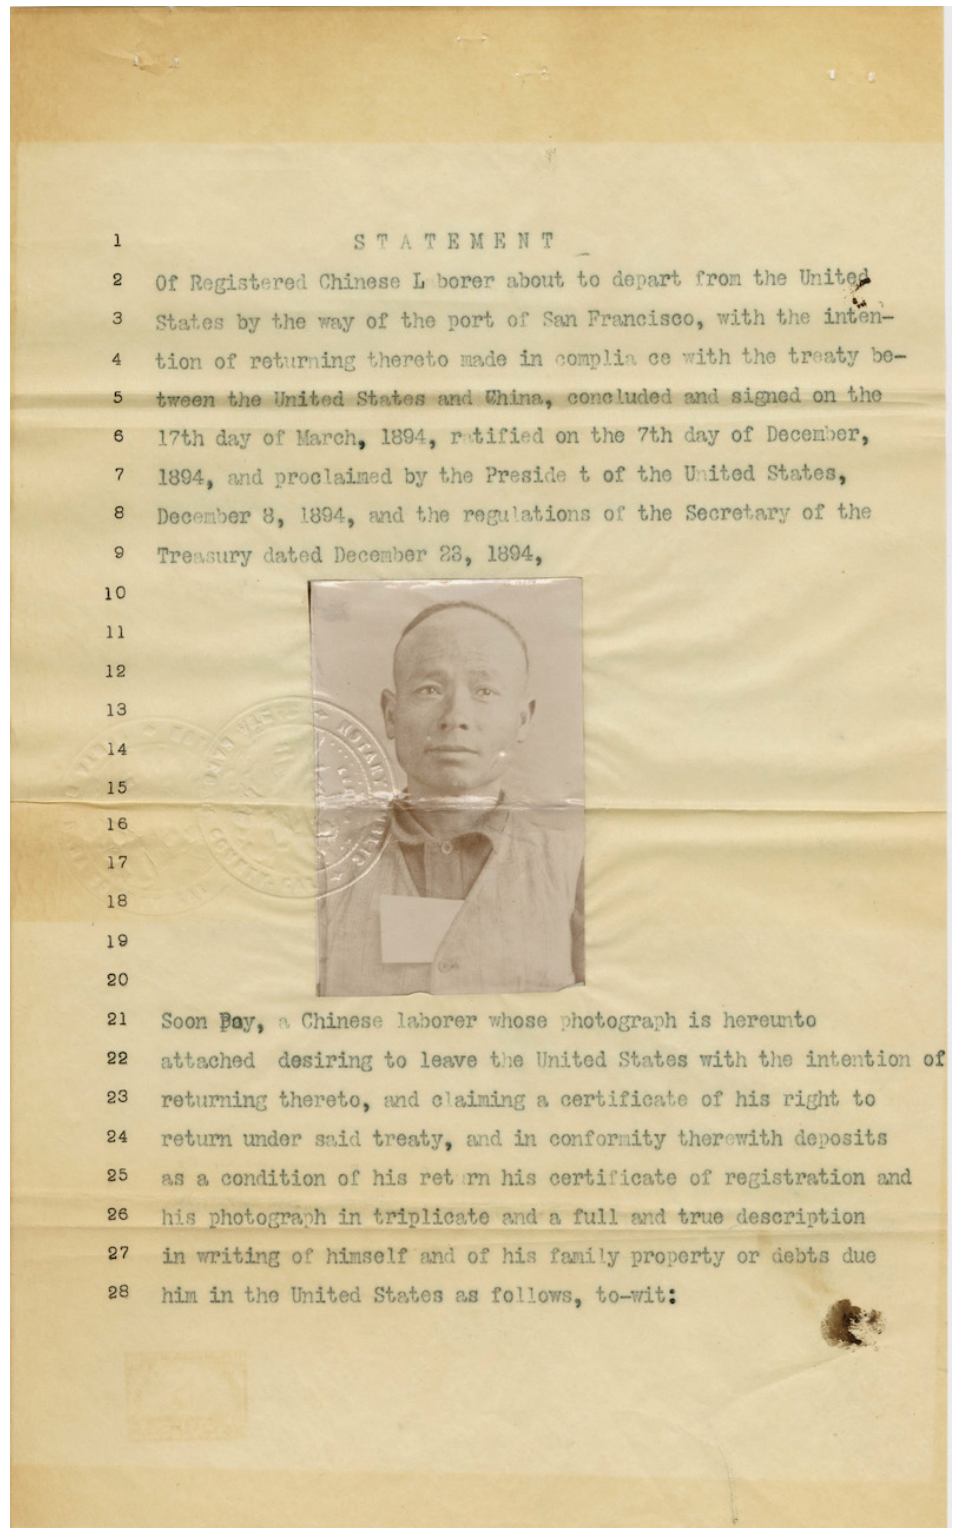 1 STATEMENT
2 Of Registered Chinese L borer about to depart from the United
3 States by the way of the port of San Francisco, with the inten-
4 tion of returning thereto made in complia ce with the treaty be-
5 tween the United States and China, concluded and signed on the
6 17th day of March, 1894, ratified on the 7th day of December,
7 1894, and proclaimed by the Preside t of the United States,
8 December 8, 1894, and the regulations of the Secretary of the
9 Treasury dated December 23, 1894,
10
11
12
13
14
15
16
17
18
19
20
NOTARY PUBLIC
21 Soon , a Chinese laborer whose photograph is hereunto
22 attached desiring to leave the United States with the intention of
23 returning thereto, and claiming a certificate of his right to
24 return under said treaty, and in conformity therewith deposits
25 as a condition of his return his certificate of registration and
26 his photograph in triplicate and a full and true description
27 in writing of himself and of his family property or debts due
28 him in the United States as follows, to-wit: